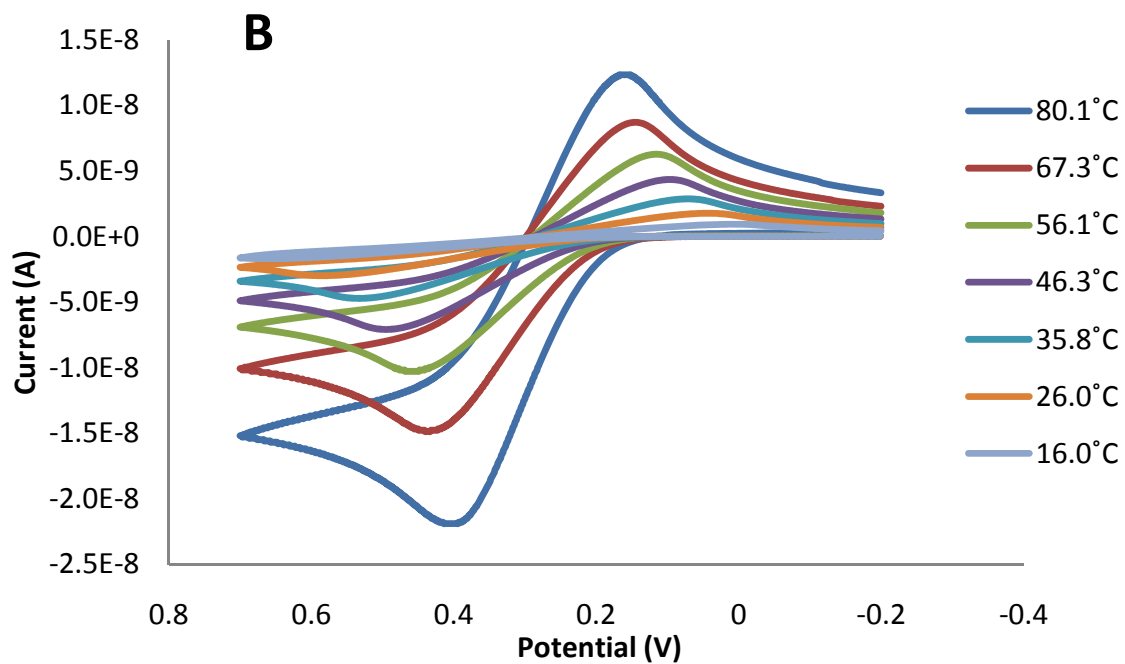 B
1.5E-8
1.0E-8
5.0E-9
0.0E+0
-5.0E-9
-1.0E-8
-1.5E-8
-2.0E-8
-2.5E-8
Current (A)
0.8 0.6 0.4 0.2 0 -0.2 -0.4
Potential (V)
80.1˚C
67.3˚C
56.1˚C
46.3˚C
35.8˚C
26.0˚C
16.0˚C